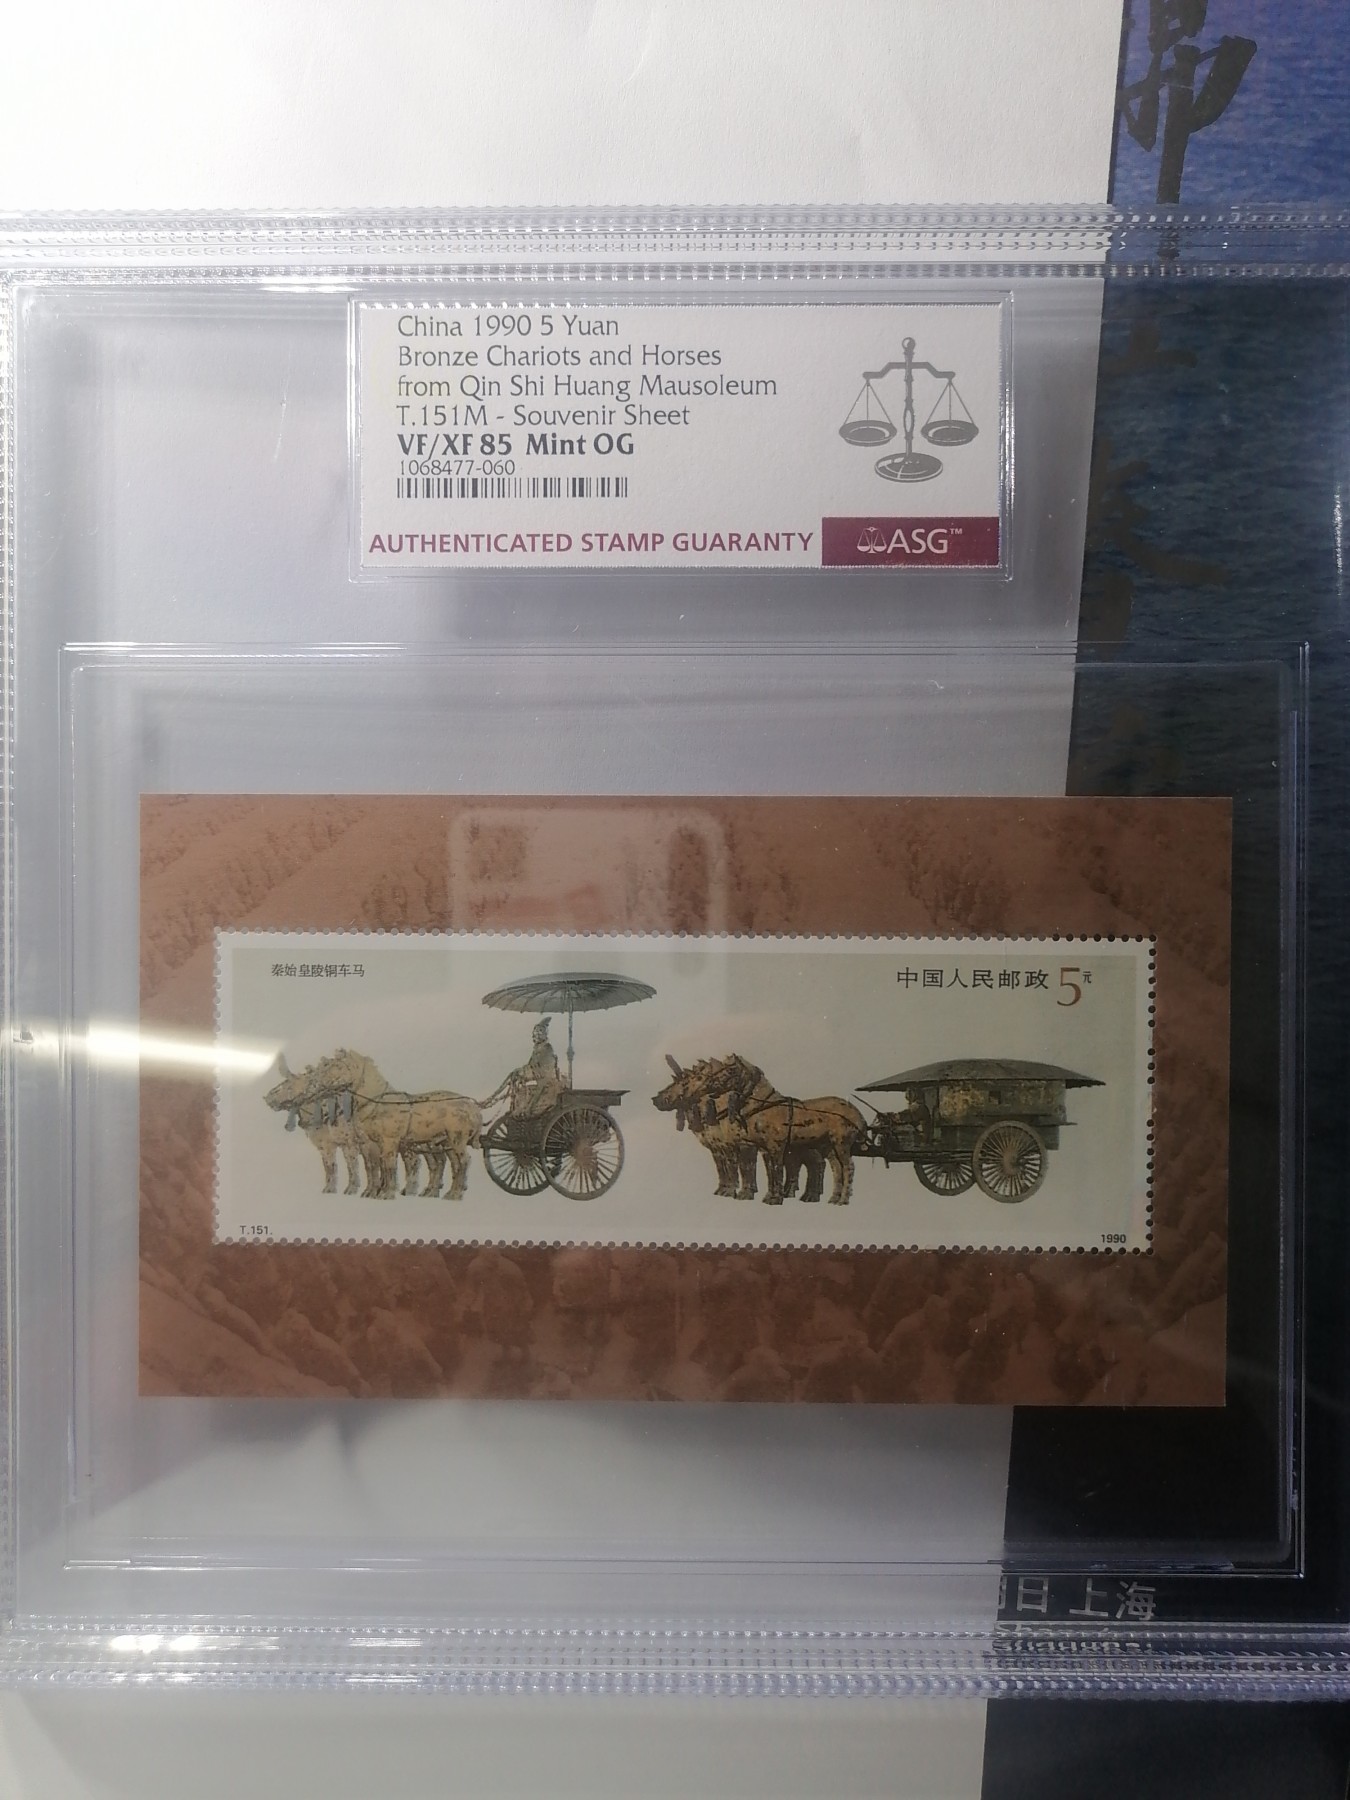 China 1990 5 Yuan
Bronze Chariots and Horses
from Qin Shi Huang Mausoleum
T.151M - Souvenir Sheet
VF/XF 85 Mint OG
1068477-060
AUTHENTICATED STAMP GUARANTY
ASG™
秦始皇陵铜车马
中国人民邮政 5元
T.151.
1990
日 上海